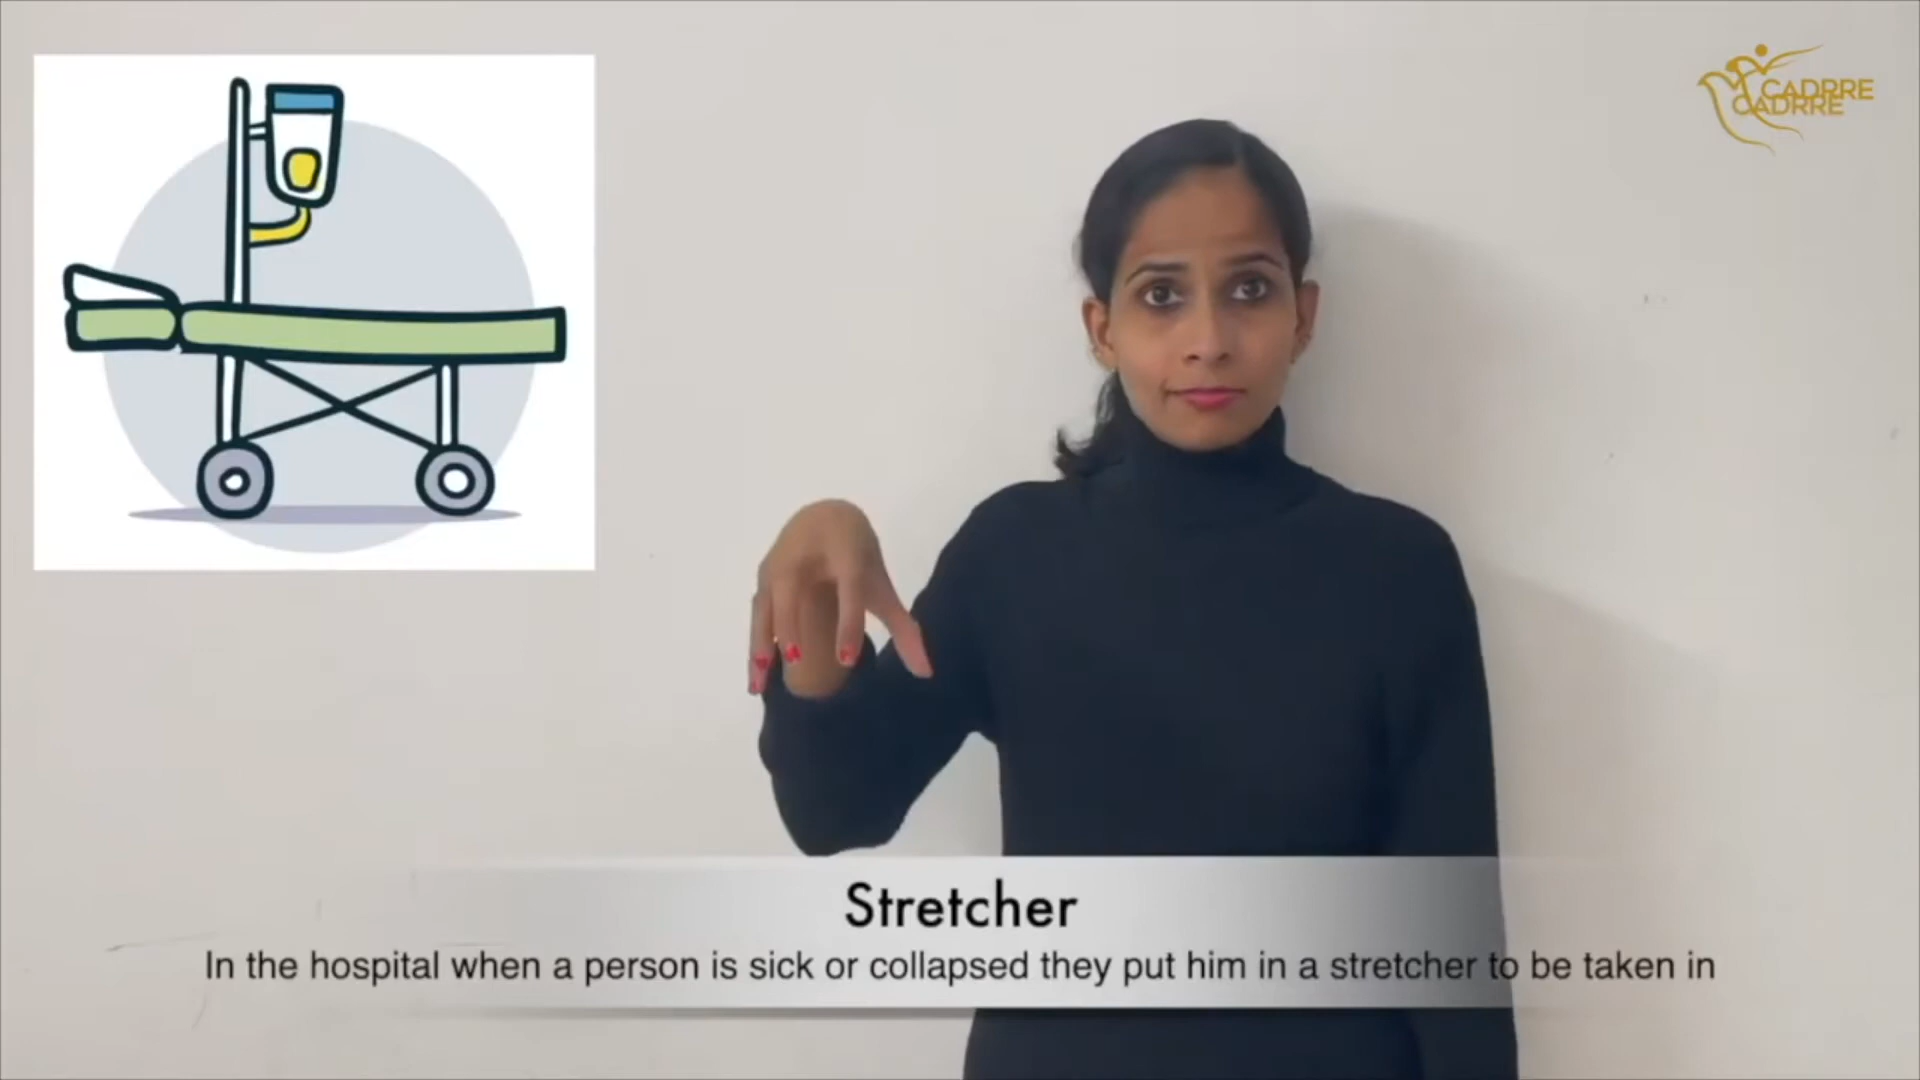 CADRRE
CADRRE
Stretcher
In the hospital when a person is sick or collapsed they put him in a stretcher to be taken in